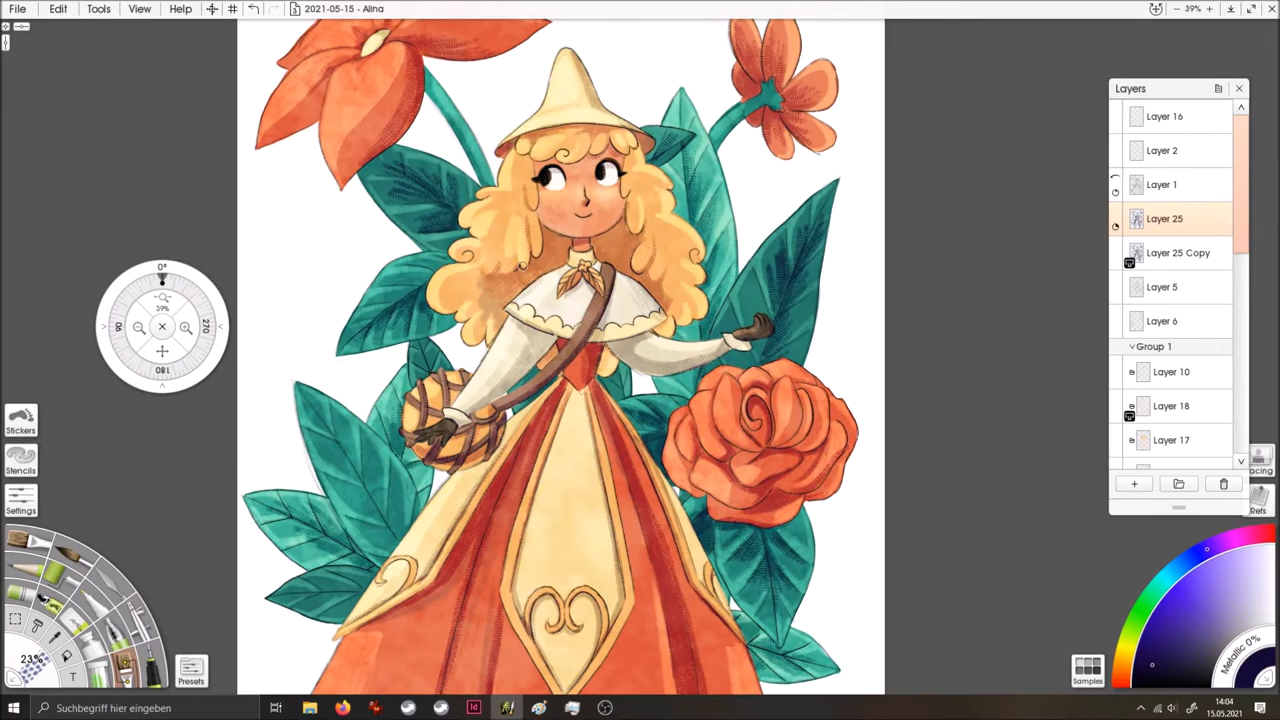 File Edit Tools View Help 2021-05-15 - Alina 39%
Layers
Layer 16
Layer 2
Layer 1
Layer 25
Layer 25 Copy
Layer 5
Layer 6
Group 1
Layer 10
Layer 18
Layer 17
0°
39%
90
270
180
Stickers
Stencils
Settings
acing
Refs
23%
T
Presets
Metallic 0%
Samples
Suchbegriff hier eingeben
Id
14:04
15.05.2021